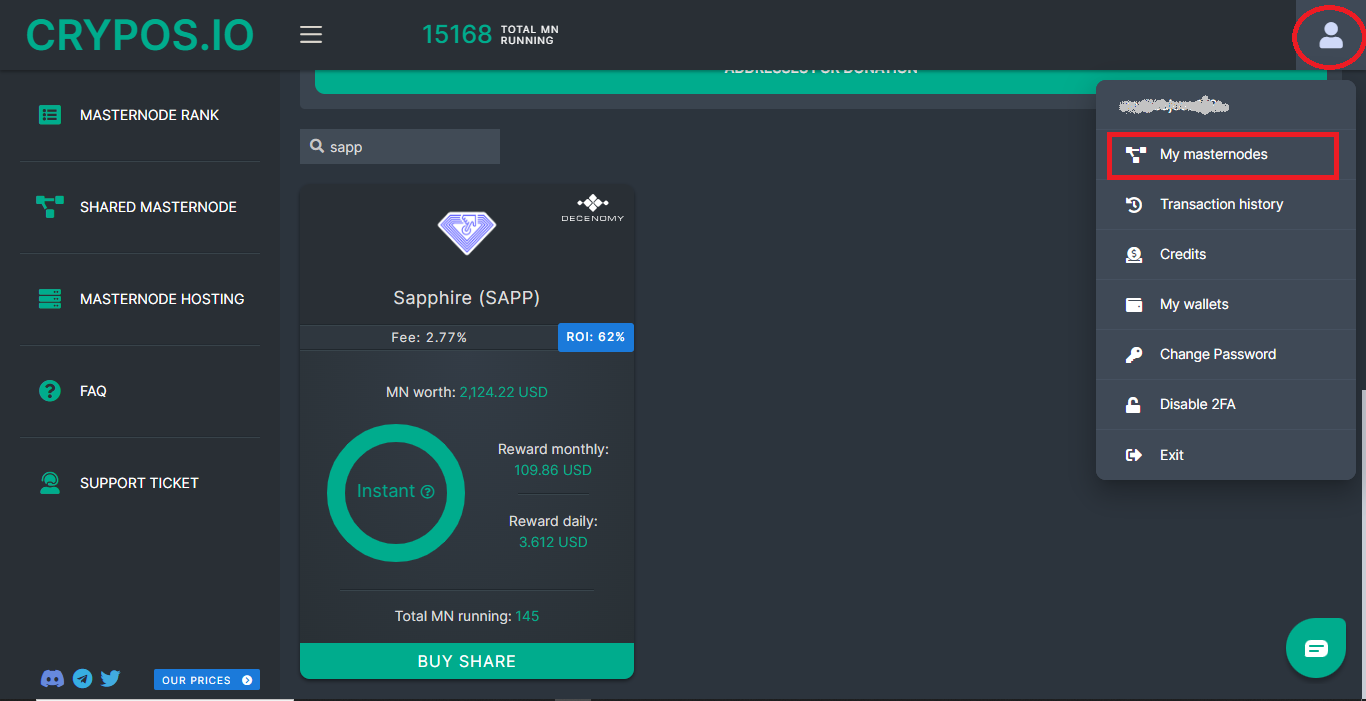 CRYPOS.IO
15168 TOTAL MN RUNNING
MASTERNODE RANK
SHARED MASTERNODE
MASTERNODE HOSTING
FAQ
SUPPORT TICKET
OUR PRICES
ADDRESSES FOR DONATION
sapp
DECENOMY
Sapphire (SAPP)
Fee: 2.77%
ROI: 62%
MN worth: 2,124.22 USD
Instant
Reward monthly:
109.86 USD
Reward daily:
3.612 USD
Total MN running: 145
BUY SHARE
My masternodes
Transaction history
Credits
My wallets
Change Password
Disable 2FA
Exit